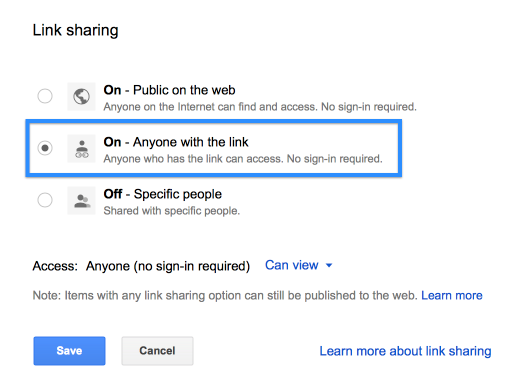 Link sharing
On - Public on the web
Anyone on the Internet can find and access. No sign-in required.
On - Anyone with the link
Anyone who has the link can access. No sign-in required.
Off - Specific people
Shared with specific people.
Access: Anyone (no sign-in required) Can view
Note: Items with any link sharing option can still be published to the web. Learn more
Save Cancel Learn more about link sharing